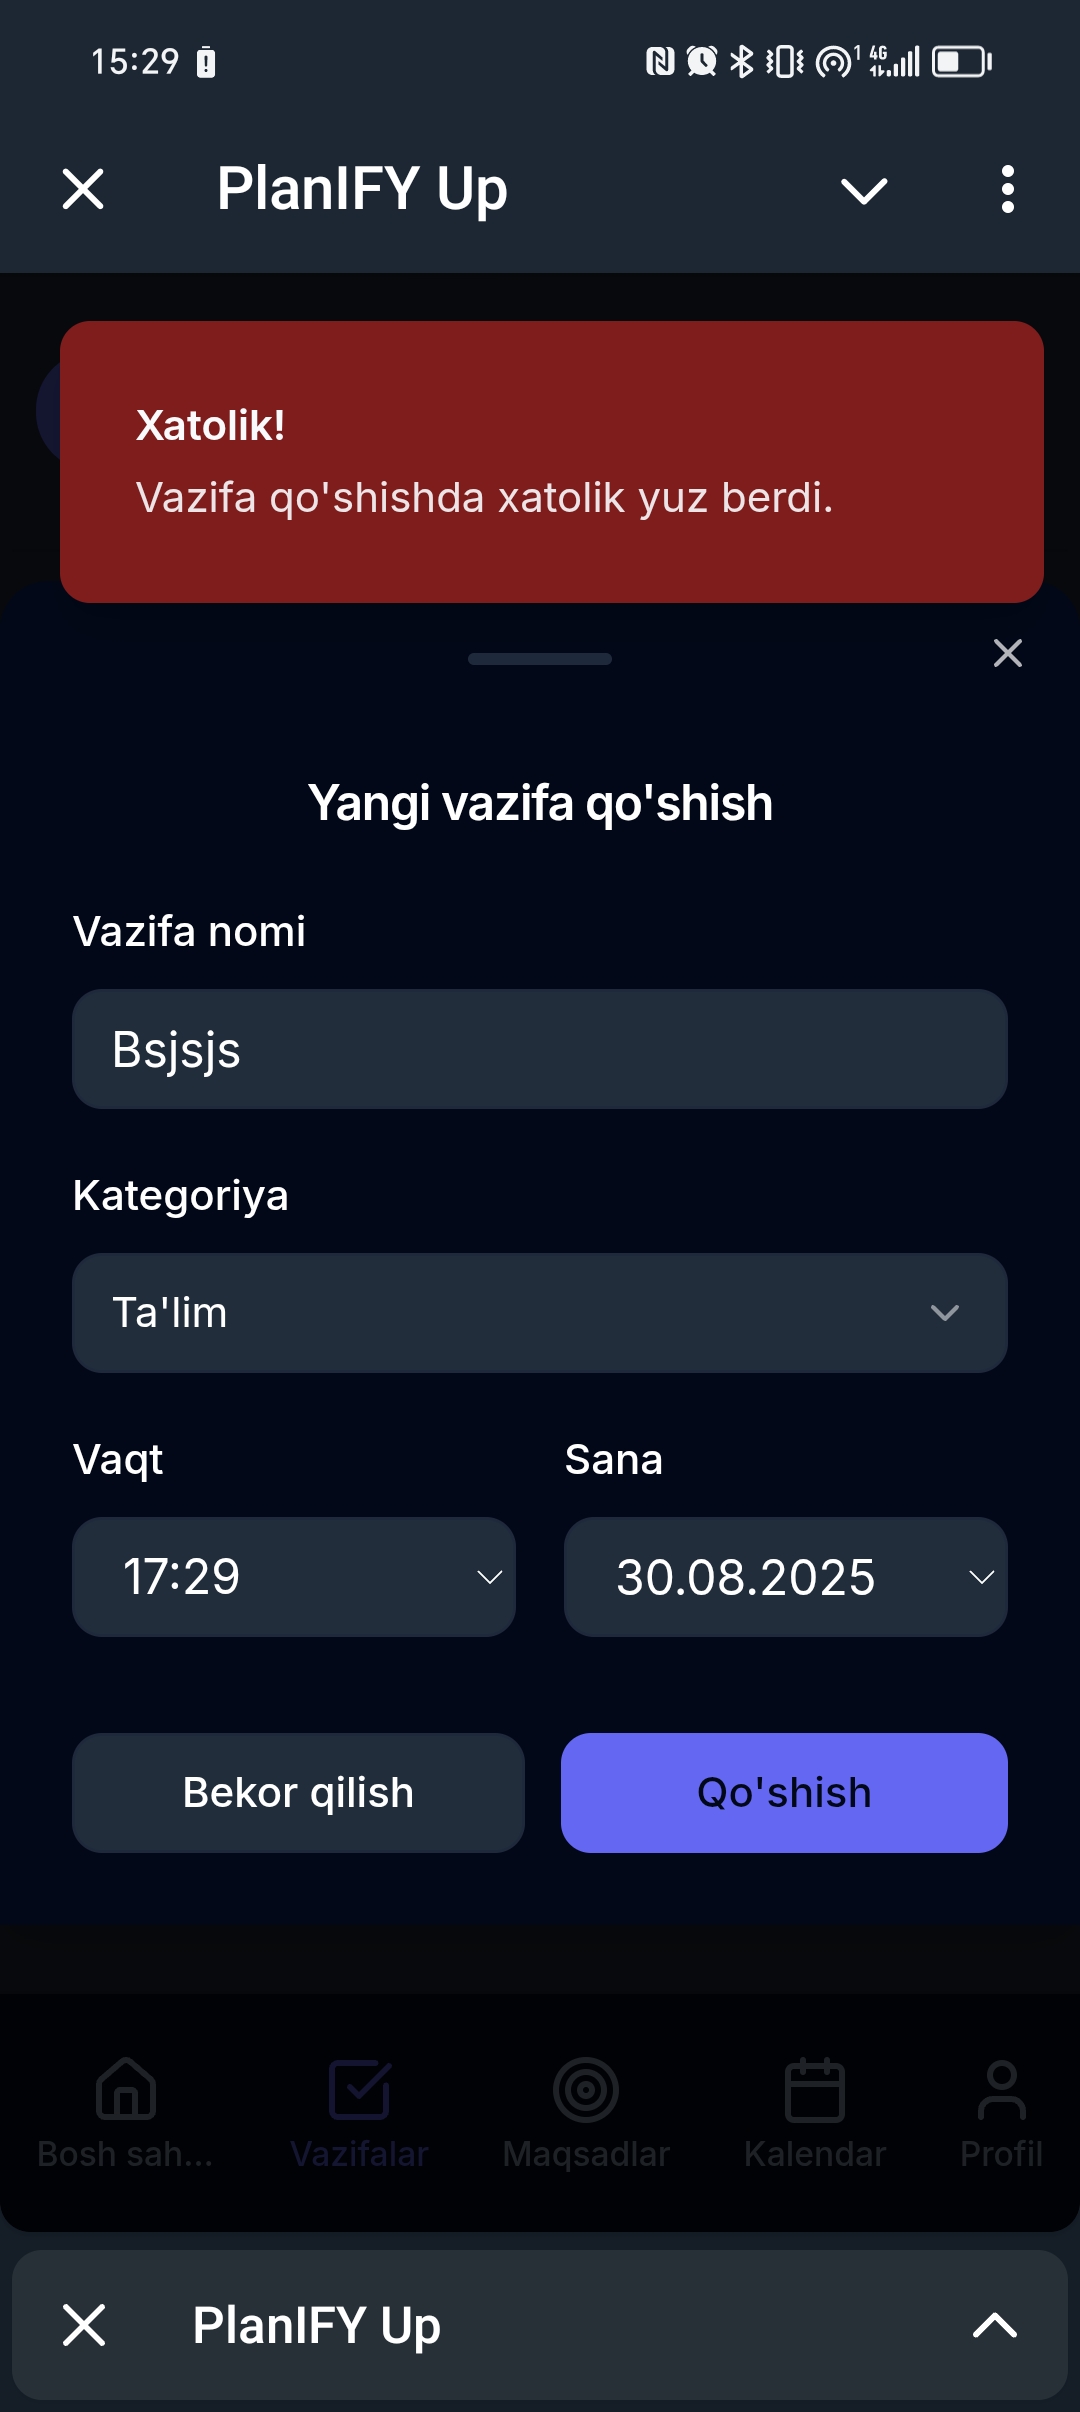 15:29
1 4G
PlanIFY Up
Xatolik!
Vazifa qo'shishda xatolik yuz berdi.
Yangi vazifa qo'shish
Vazifa nomi
Bsjsjs
Kategoriya
Ta'lim
Vaqt Sana
17:29 30.08.2025
Bekor qilish Qo'shish
Bosh sah... Vazifalar Maqsadlar Kalendar Profil
PlanIFY Up